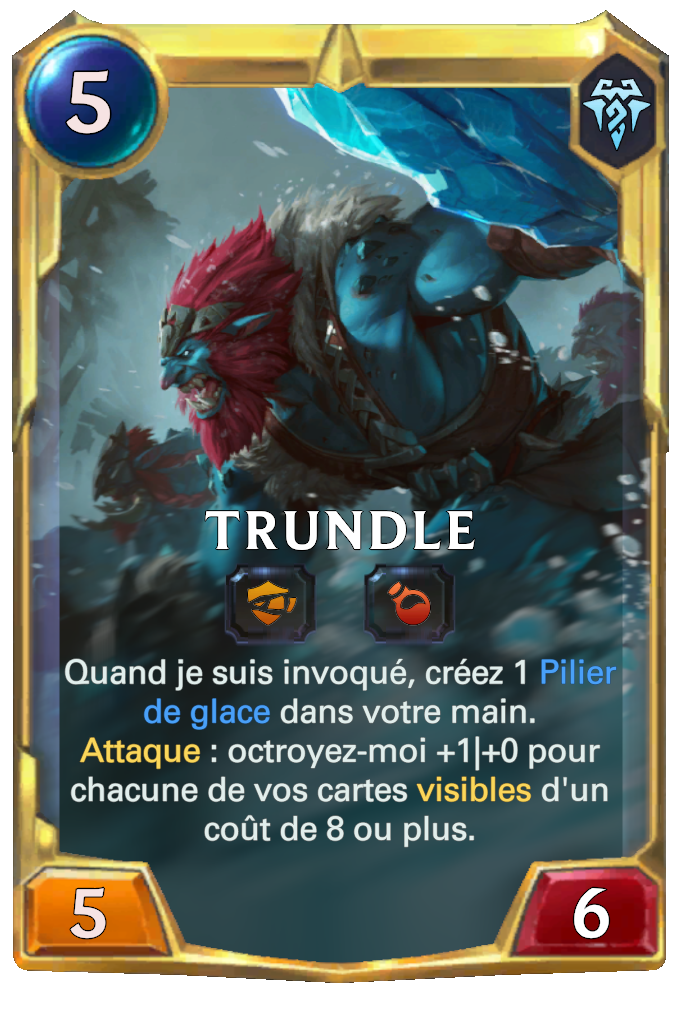 5
TRUNDLE
Quand je suis invoqué, créez 1 Pilier
de glace dans votre main.
Attaque : octroyez-moi +1|+0 pour
chacune de vos cartes visibles d'un
coût de 8 ou plus.
5
6